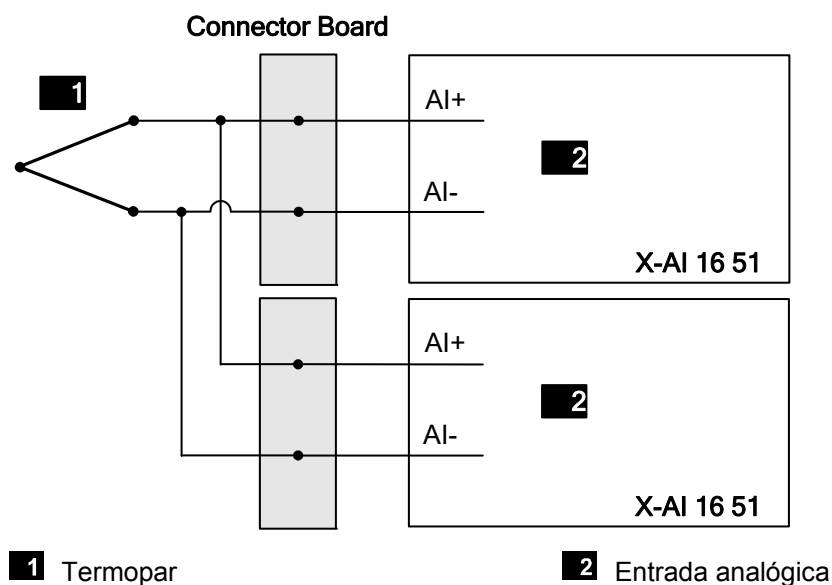 Connector Board
1
AI+
2
AI-
X-AI 16 51
AI+
2
AI-
X-AI 16 51
1 Termopar
2 Entrada analógica